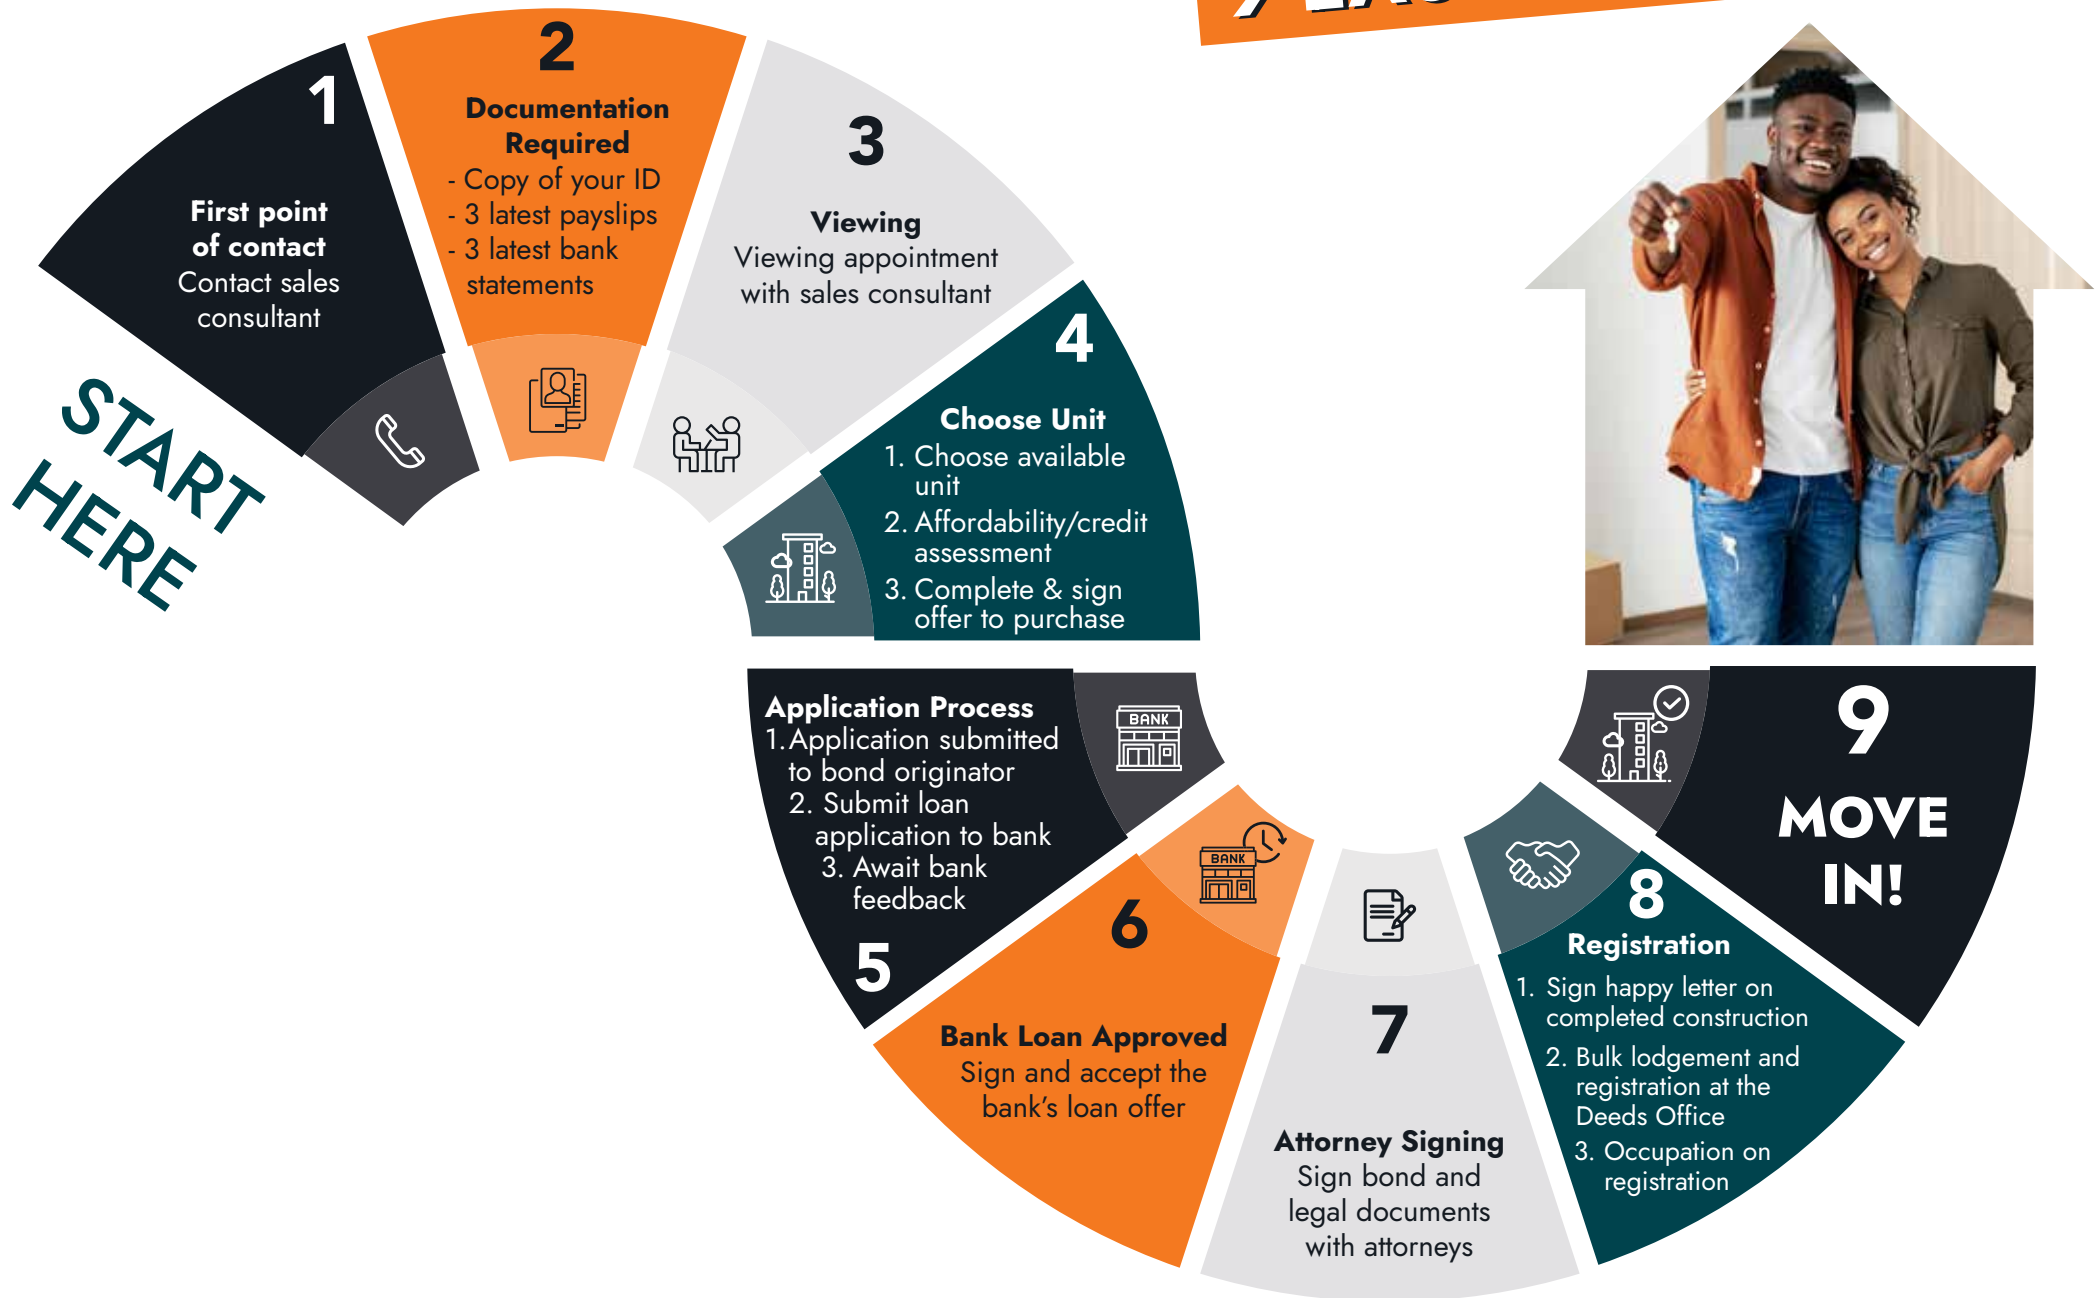 START
HERE
1
First point
of contact
Contact sales
consultant
2
Documentation
Required
- Copy of your ID
- 3 latest payslips
- 3 latest bank
statements
3
Viewing
Viewing appointment
with sales consultant
4
Choose Unit
1. Choose available
unit
2. Affordability/credit
assessment
3. Complete & sign
offer to purchase
Application Process
1.Application submitted
to bond originator
2. Submit loan
application to bank
3. Await bank
feedback
5
BANK
BANK
6
Bank Loan Approved
Sign and accept the
bank's loan offer
7
Attorney Signing
Sign bond and
legal documents
with attorneys
8
Registration
1. Sign happy letter on
completed construction
2. Bulk lodgement and
registration at the
Deeds Office
3. Occupation on
registration
9
MOVE
IN!